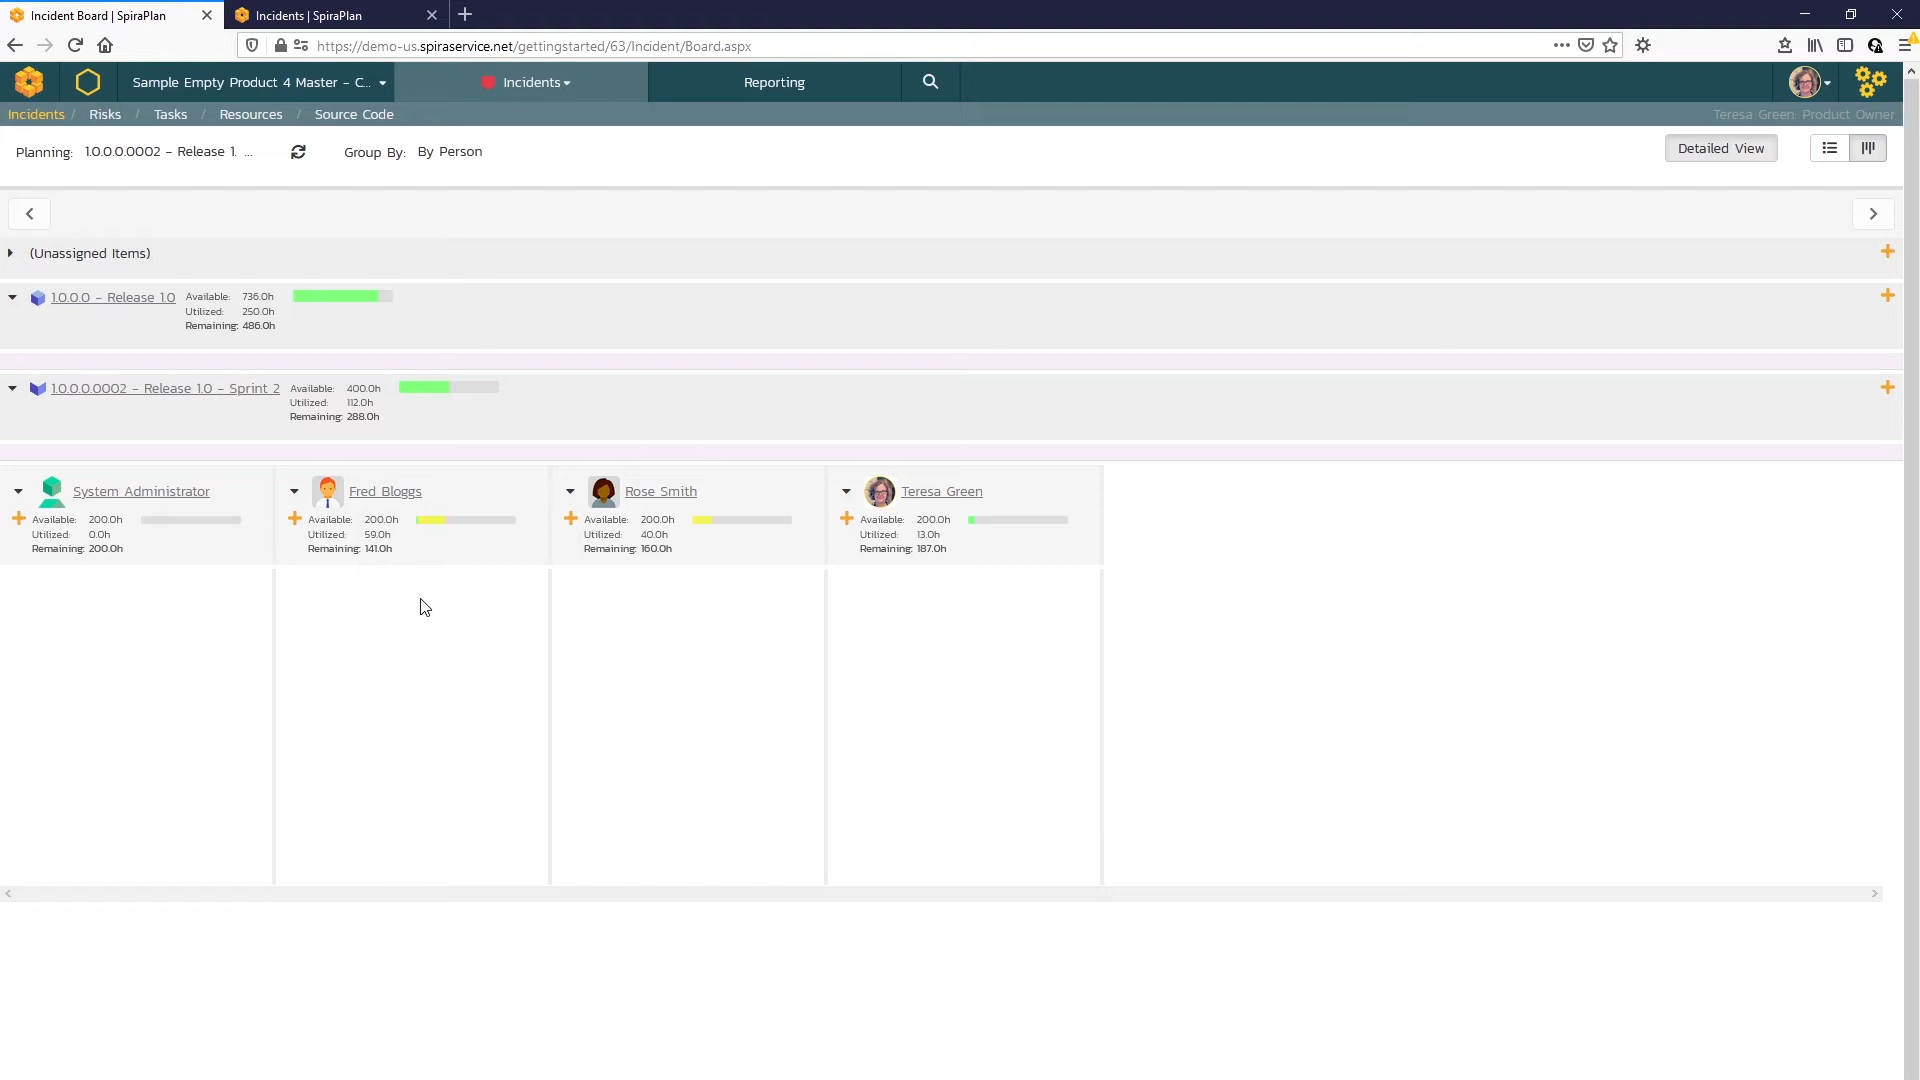 Incident Board | SpiraPlan
Incidents | SpiraPlan
https://demo-us.spiraservice.net/gettingstarted/63/Incident/Board.aspx
Sample Empty Product 4 Master - C...
Incidents
Reporting
Incidents / Risks / Tasks / Resources / Source Code
Teresa Green: Product Owner
Planning: 1.0.0.0.0002 - Release 1. ...
Group By: By Person
Detailed View
(Unassigned Items)
1.0.0.0 - Release 1.0
Available: 736.0h
Utilized: 250.0h
Remaining: 486.0h
1.0.0.0.0002 - Release 1.0 - Sprint 2
Available: 400.0h
Utilized: 112.0h
Remaining: 288.0h
System Administrator
Available: 200.0h
Utilized: 0.0h
Remaining: 200.0h
Fred Bloggs
Available: 200.0h
Utilized: 59.0h
Remaining: 141.0h
Rose Smith
Available: 200.0h
Utilized: 40.0h
Remaining: 160.0h
Teresa Green
Available: 200.0h
Utilized: 13.0h
Remaining: 187.0h